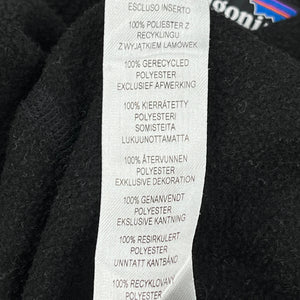 ESCLUSO INSERTO
100% POLIESTER Z
RECYKLINGU
Z WYJĄTKIEM LAMÓWEK
100% GERECYCLED
POLYESTER
EXCLUSIEF AFWERKING
100% KIERRÄTETTY
POLYESTERI
SOMISTEITA
LUKUUNOTTAMATTA
100% ÅTERVUNNEN
POLYESTER
EXKLUSIVE DEKORATION
100% GENANVENDT
POLYESTER
EKSKLUSIVE KANTNING
100% RESIRKULERT
POLYESTER
UNNTATT KANTBÅND
100% RECYKLOVANÝ
POLYESTER